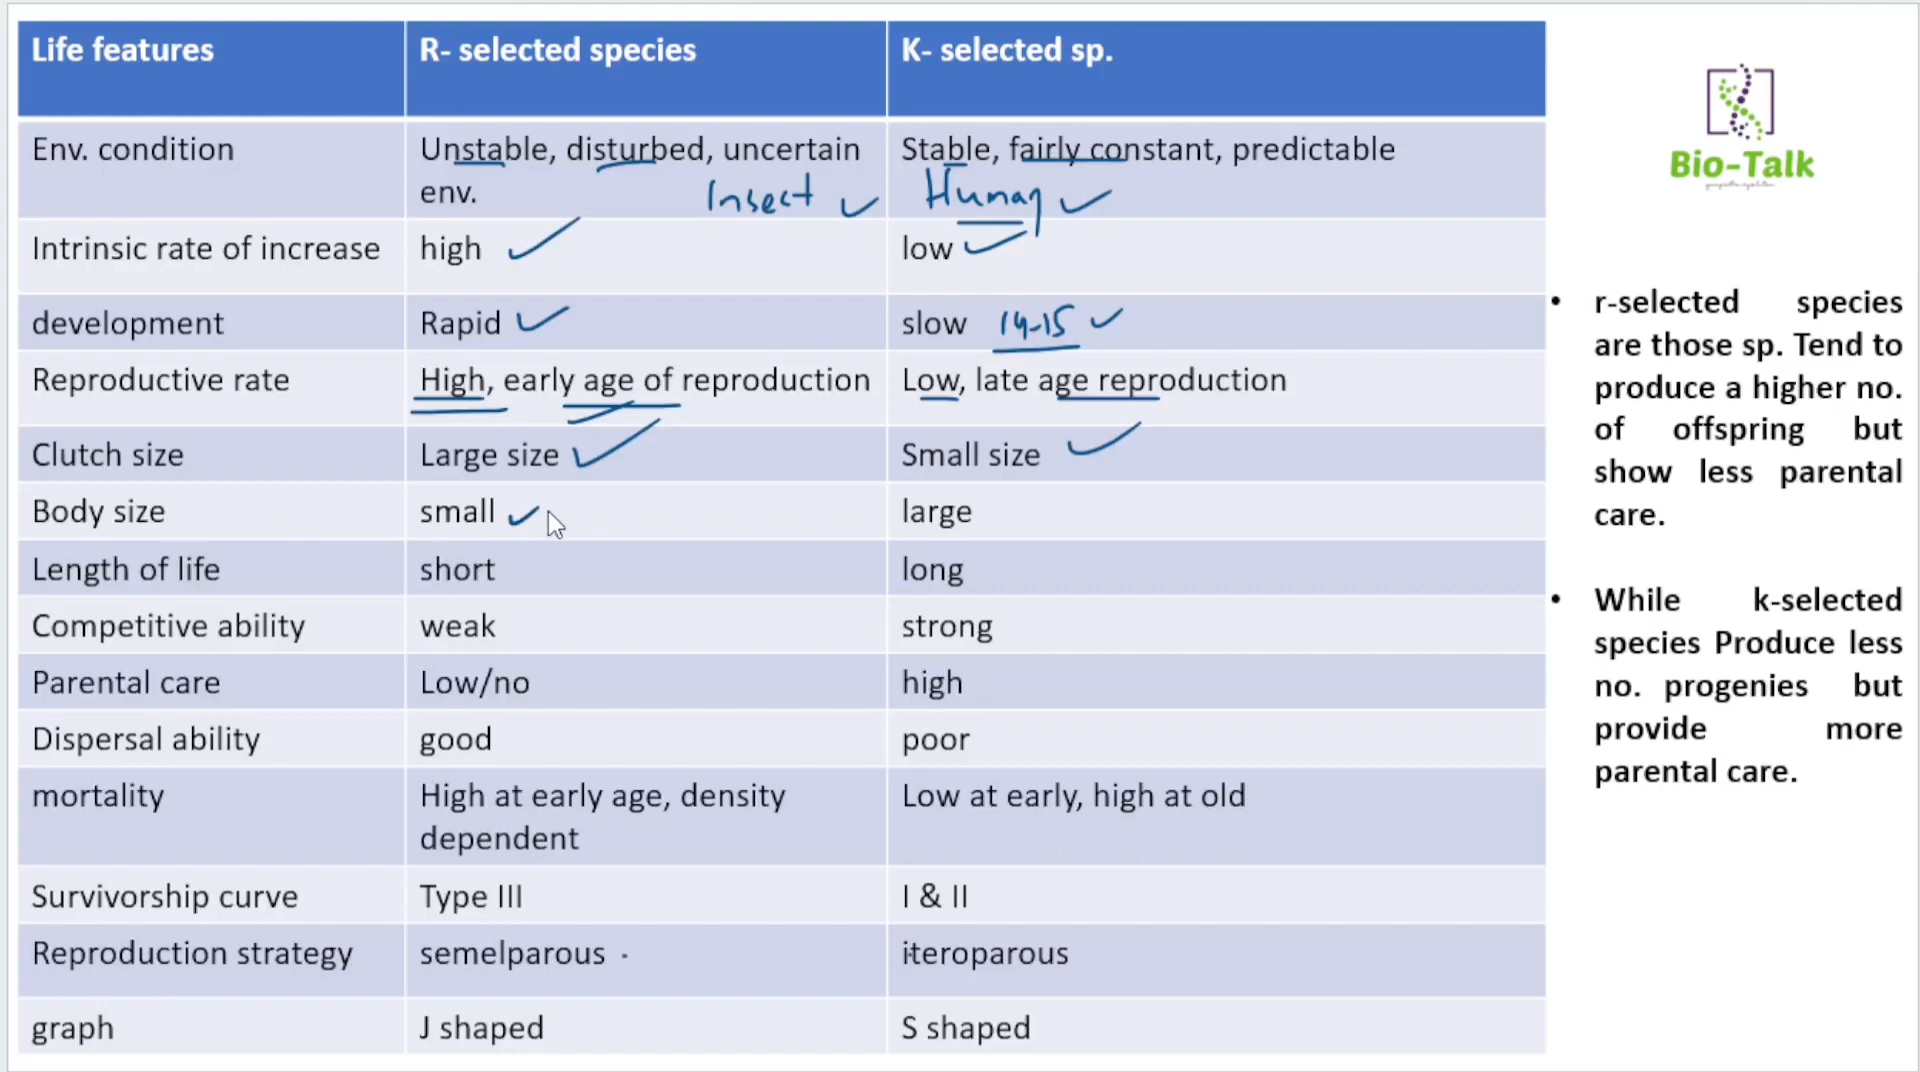 Life features R- selected species K- selected sp.
Env. condition Unstable, disturbed, uncertain Stable, fairly constant, predictable
env. Insect Human
Intrinsic rate of increase high low
development Rapid slow 14-15
Reproductive rate High, early age of reproduction Low, late age reproduction
Clutch size Large size Small size
Body size small large
Length of life short long
Competitive ability weak strong
Parental care Low/no high
Dispersal ability good poor
mortality High at early age, density Low at early, high at old
dependent
Survivorship curve Type III I & II
Reproduction strategy semelparous iteroparous
graph J shaped S shaped
Bio-Talk
• r-selected species
are those sp. Tend to
produce a higher no.
of offspring but
show less parental
care.
• While k-selected
species Produce less
no. progenies but
provide more
parental care.